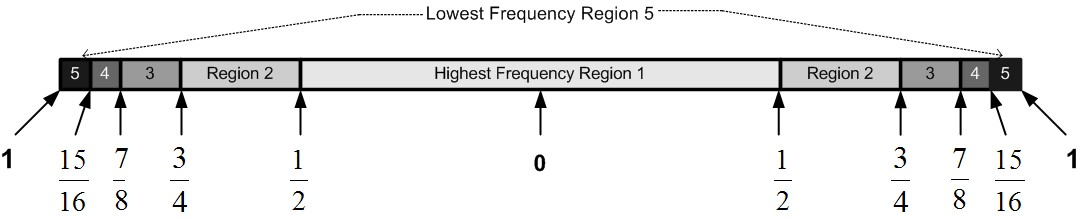 Lowest Frequency Region 5
5 4 3 Region 2 Highest Frequency Region 1 Region 2 3 4 5
1 15/16 7/8 3/4 1/2 0 1/2 3/4 7/8 15/16 1